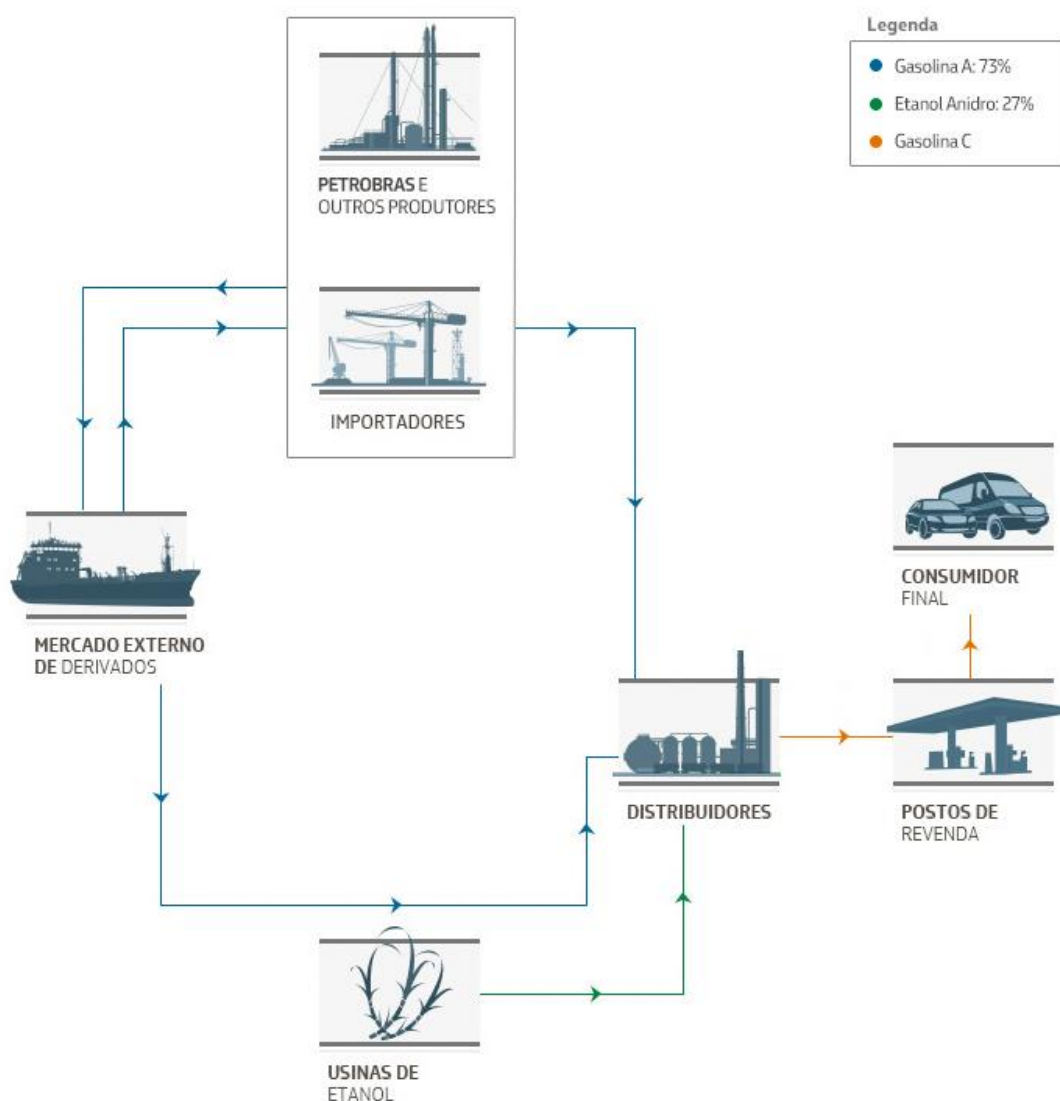 Legenda
Gasolina A: 73%
Etanol Anidro: 27%
Gasolina C
PETROBRAS E
OUTROS PRODUTORES
IMPORTADORES
MERCADO EXTERNO
DE DERIVADOS
CONSUMIDOR
FINAL
DISTRIBUIDORES
POSTOS DE
REVENDA
USINAS DE
ETANOL